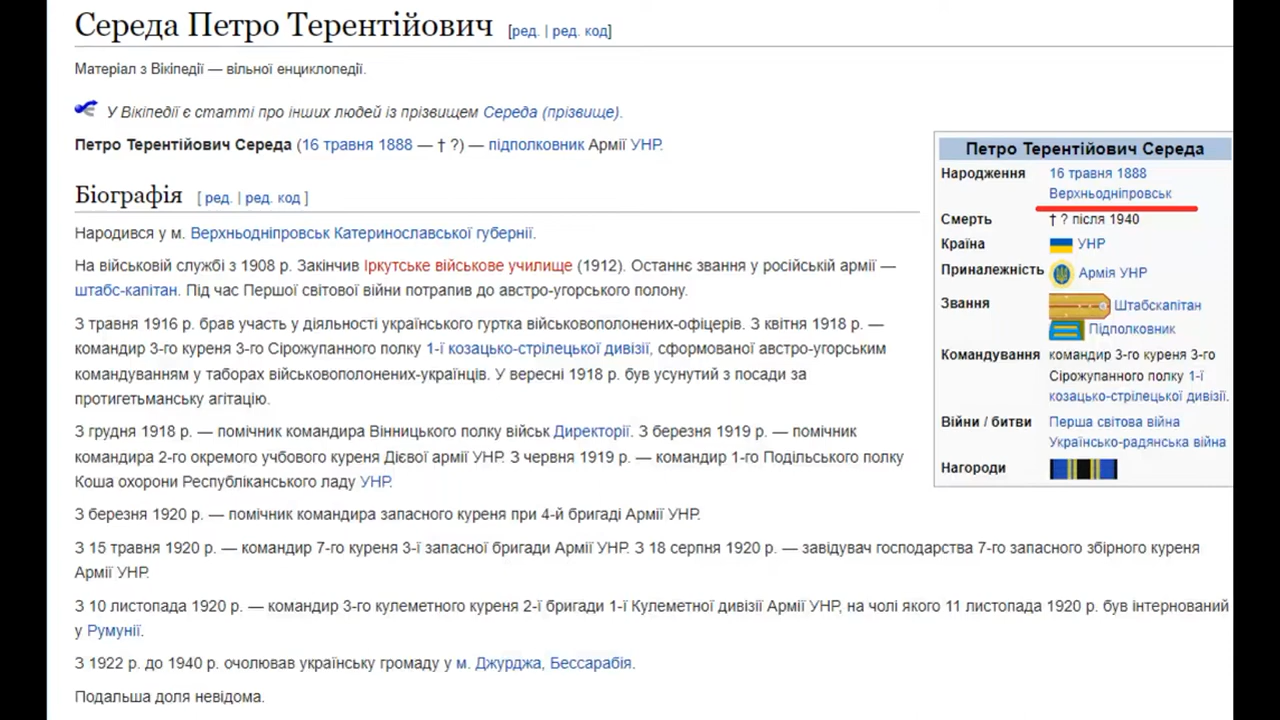 Середа Петро Терентійович [ред. | ред. код]
Матеріал з Вікіпедії — вільної енциклопедії.
У Вікіпедії є статті про інших людей із прізвищем Середа (прізвище).
Петро Терентійович Середа (16 травня 1888 — † ?) — підполковник Армії УНР.
Біографія [ ред. | ред. код ]
Народився у м. Верхньодніпровськ Катеринославської губернії.
На військовій службі з 1908 р. Закінчив Іркутське військове училище (1912). Останнє звання у російській армії —
штабс-капітан. Під час Першої світової війни потрапив до австро-угорського полону.
З травня 1916 р. брав участь у діяльності українського гуртка військовополонених-офіцерів. З квітня 1918 р. —
командир 3-го куреня 3-го Сірожупанного полку 1-ї козацько-стрілецької дивізії, сформованої австро-угорським
командуванням у таборах військовополонених-українців. У вересні 1918 р. був усунутий з посади за
протигетьманську агітацію.
З грудня 1918 р. — помічник командира Вінницького полку військ Директорії. З березня 1919 р. — помічник
командира 2-го окремого учбового куреня Дієвої армії УНР. З червня 1919 р. — командир 1-го Подільського полку
Коша охорони Республіканського ладу УНР.
З березня 1920 р. — помічник командира запасного куреня при 4-й бригаді Армії УНР.
З 15 травня 1920 р. — командир 7-го куреня 3-ї запасної бригади Армії УНР. З 18 серпня 1920 р. — завідувач господарства 7-го запасного збірного куреня
Армії УНР.
З 10 листопада 1920 р. — командир 3-го кулеметного куреня 2-ї бригади 1-ї Кулеметної дивізії Армії УНР, на чолі якого 11 листопада 1920 р. був інтернований
у Румунії.
З 1922 р. до 1940 р. очолював українську громаду у м. Джурджа, Бессарабія.
Подальша доля невідома.
Петро Терентійович Середа
Народження 16 травня 1888
Верхньодніпровськ
Смерть † ? після 1940
Країна УНР
Приналежність Армія УНР
Звання Штабскапітан
Підполковник
Командування командир 3-го куреня 3-го
Сірожупанного полку 1-ї
козацько-стрілецької дивізії.
Війни / битви Перша світова війна
Українсько-радянська війна
Нагороди